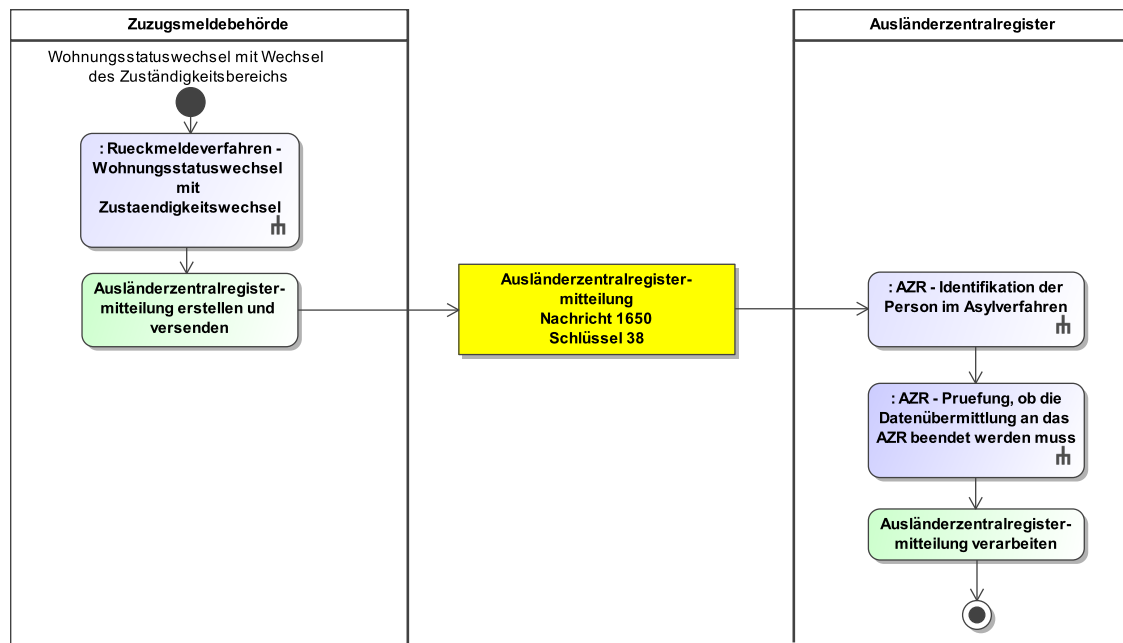 Zuzugsmeldebehörde
Wohnungsstatuswechsel mit Wechsel
des Zuständigkeitsbereichs
: Rueckmeldeverfahren -
Wohnungsstatuswechsel
mit
Zustaendigkeitswechsel
Ausländerzentralregister-
mitteilung erstellen und
versenden
Ausländerzentralregister-
mitteilung
Nachricht 1650
Schlüssel 38
Ausländerzentralregister
: AZR - Identifikation der
Person im Asylverfahren
: AZR - Pruefung, ob die
Datenübermittlung an das
AZR beendet werden muss
Ausländerzentralregister-
mitteilung verarbeiten